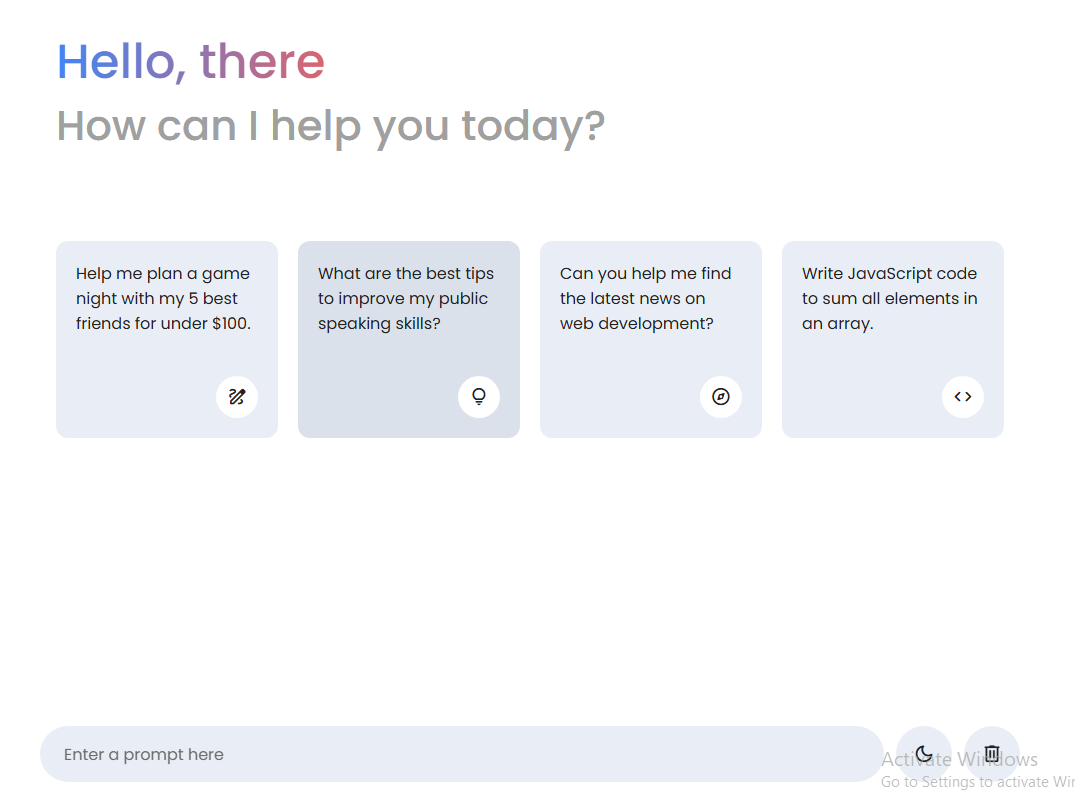 Hello, there
How can I help you today?
Help me plan a game
night with my 5 best
friends for under $100.
What are the best tips
to improve my public
speaking skills?
Can you help me find
the latest news on
web development?
Write JavaScript code
to sum all elements in
an array.
Enter a prompt here
Activate Windows
Go to Settings to activate Wir